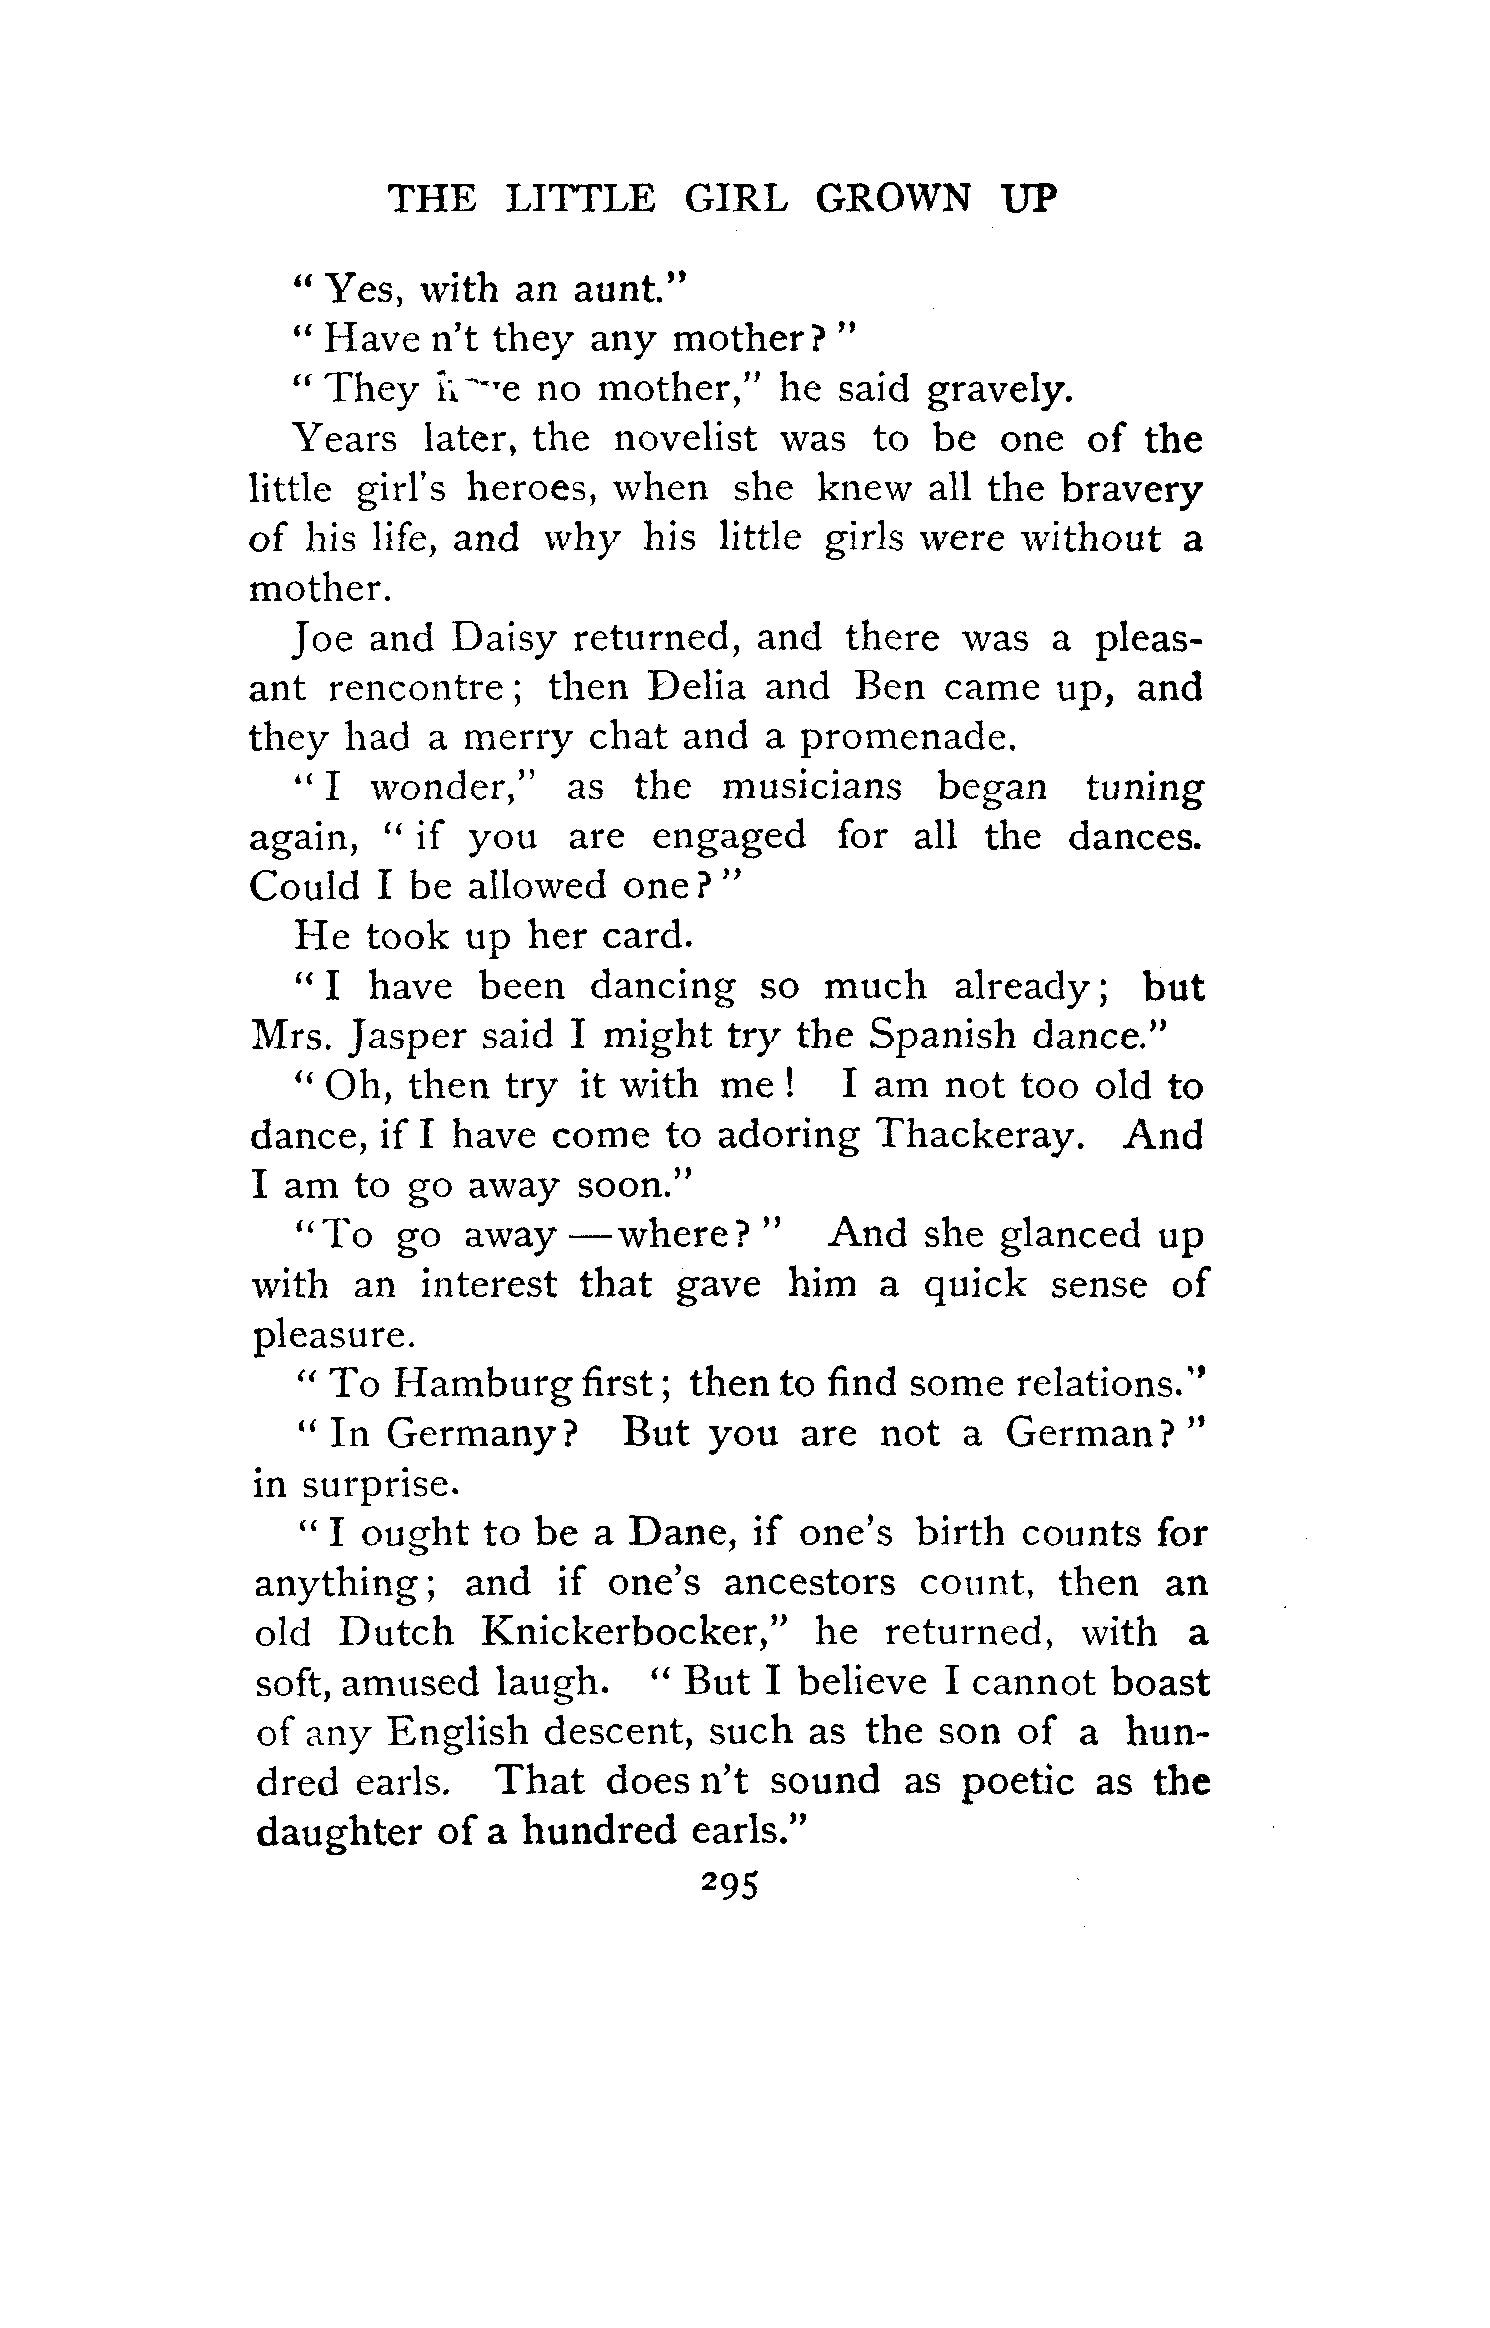 THE LITTLE GIRL GROWN UP
" Yes, with an aunt."
" Have n't they any mother? "
" They have no mother," he said gravely.
Years later, the novelist was to be one of the
little girl's heroes, when she knew all the bravery
of his life, and why his little girls were without a
mother.
Joe and Daisy returned, and there was a pleas-
ant rencontre; then Delia and Ben came up, and
they had a merry chat and a promenade.
" I wonder," as the musicians began tuning
again, " if you are engaged for all the dances.
Could I be allowed one? "
He took up her card.
" I have been dancing so much already; but
Mrs. Jasper said I might try the Spanish dance."
" Oh, then try it with me! I am not too old to
dance, if I have come to adoring Thackeray. And
I am to go away soon."
"To go away —where? " And she glanced up
with an interest that gave him a quick sense of
pleasure.
" To Hamburg first; then to find some relations."
" In Germany? But you are not a German? "
in surprise.
" I ought to be a Dane, if one's birth counts for
anything; and if one's ancestors count, then an
old Dutch Knickerbocker," he returned, with a
soft, amused laugh. " But I believe I cannot boast
of any English descent, such as the son of a hun-
dred earls. That does n't sound as poetic as the
daughter of a hundred earls."
295